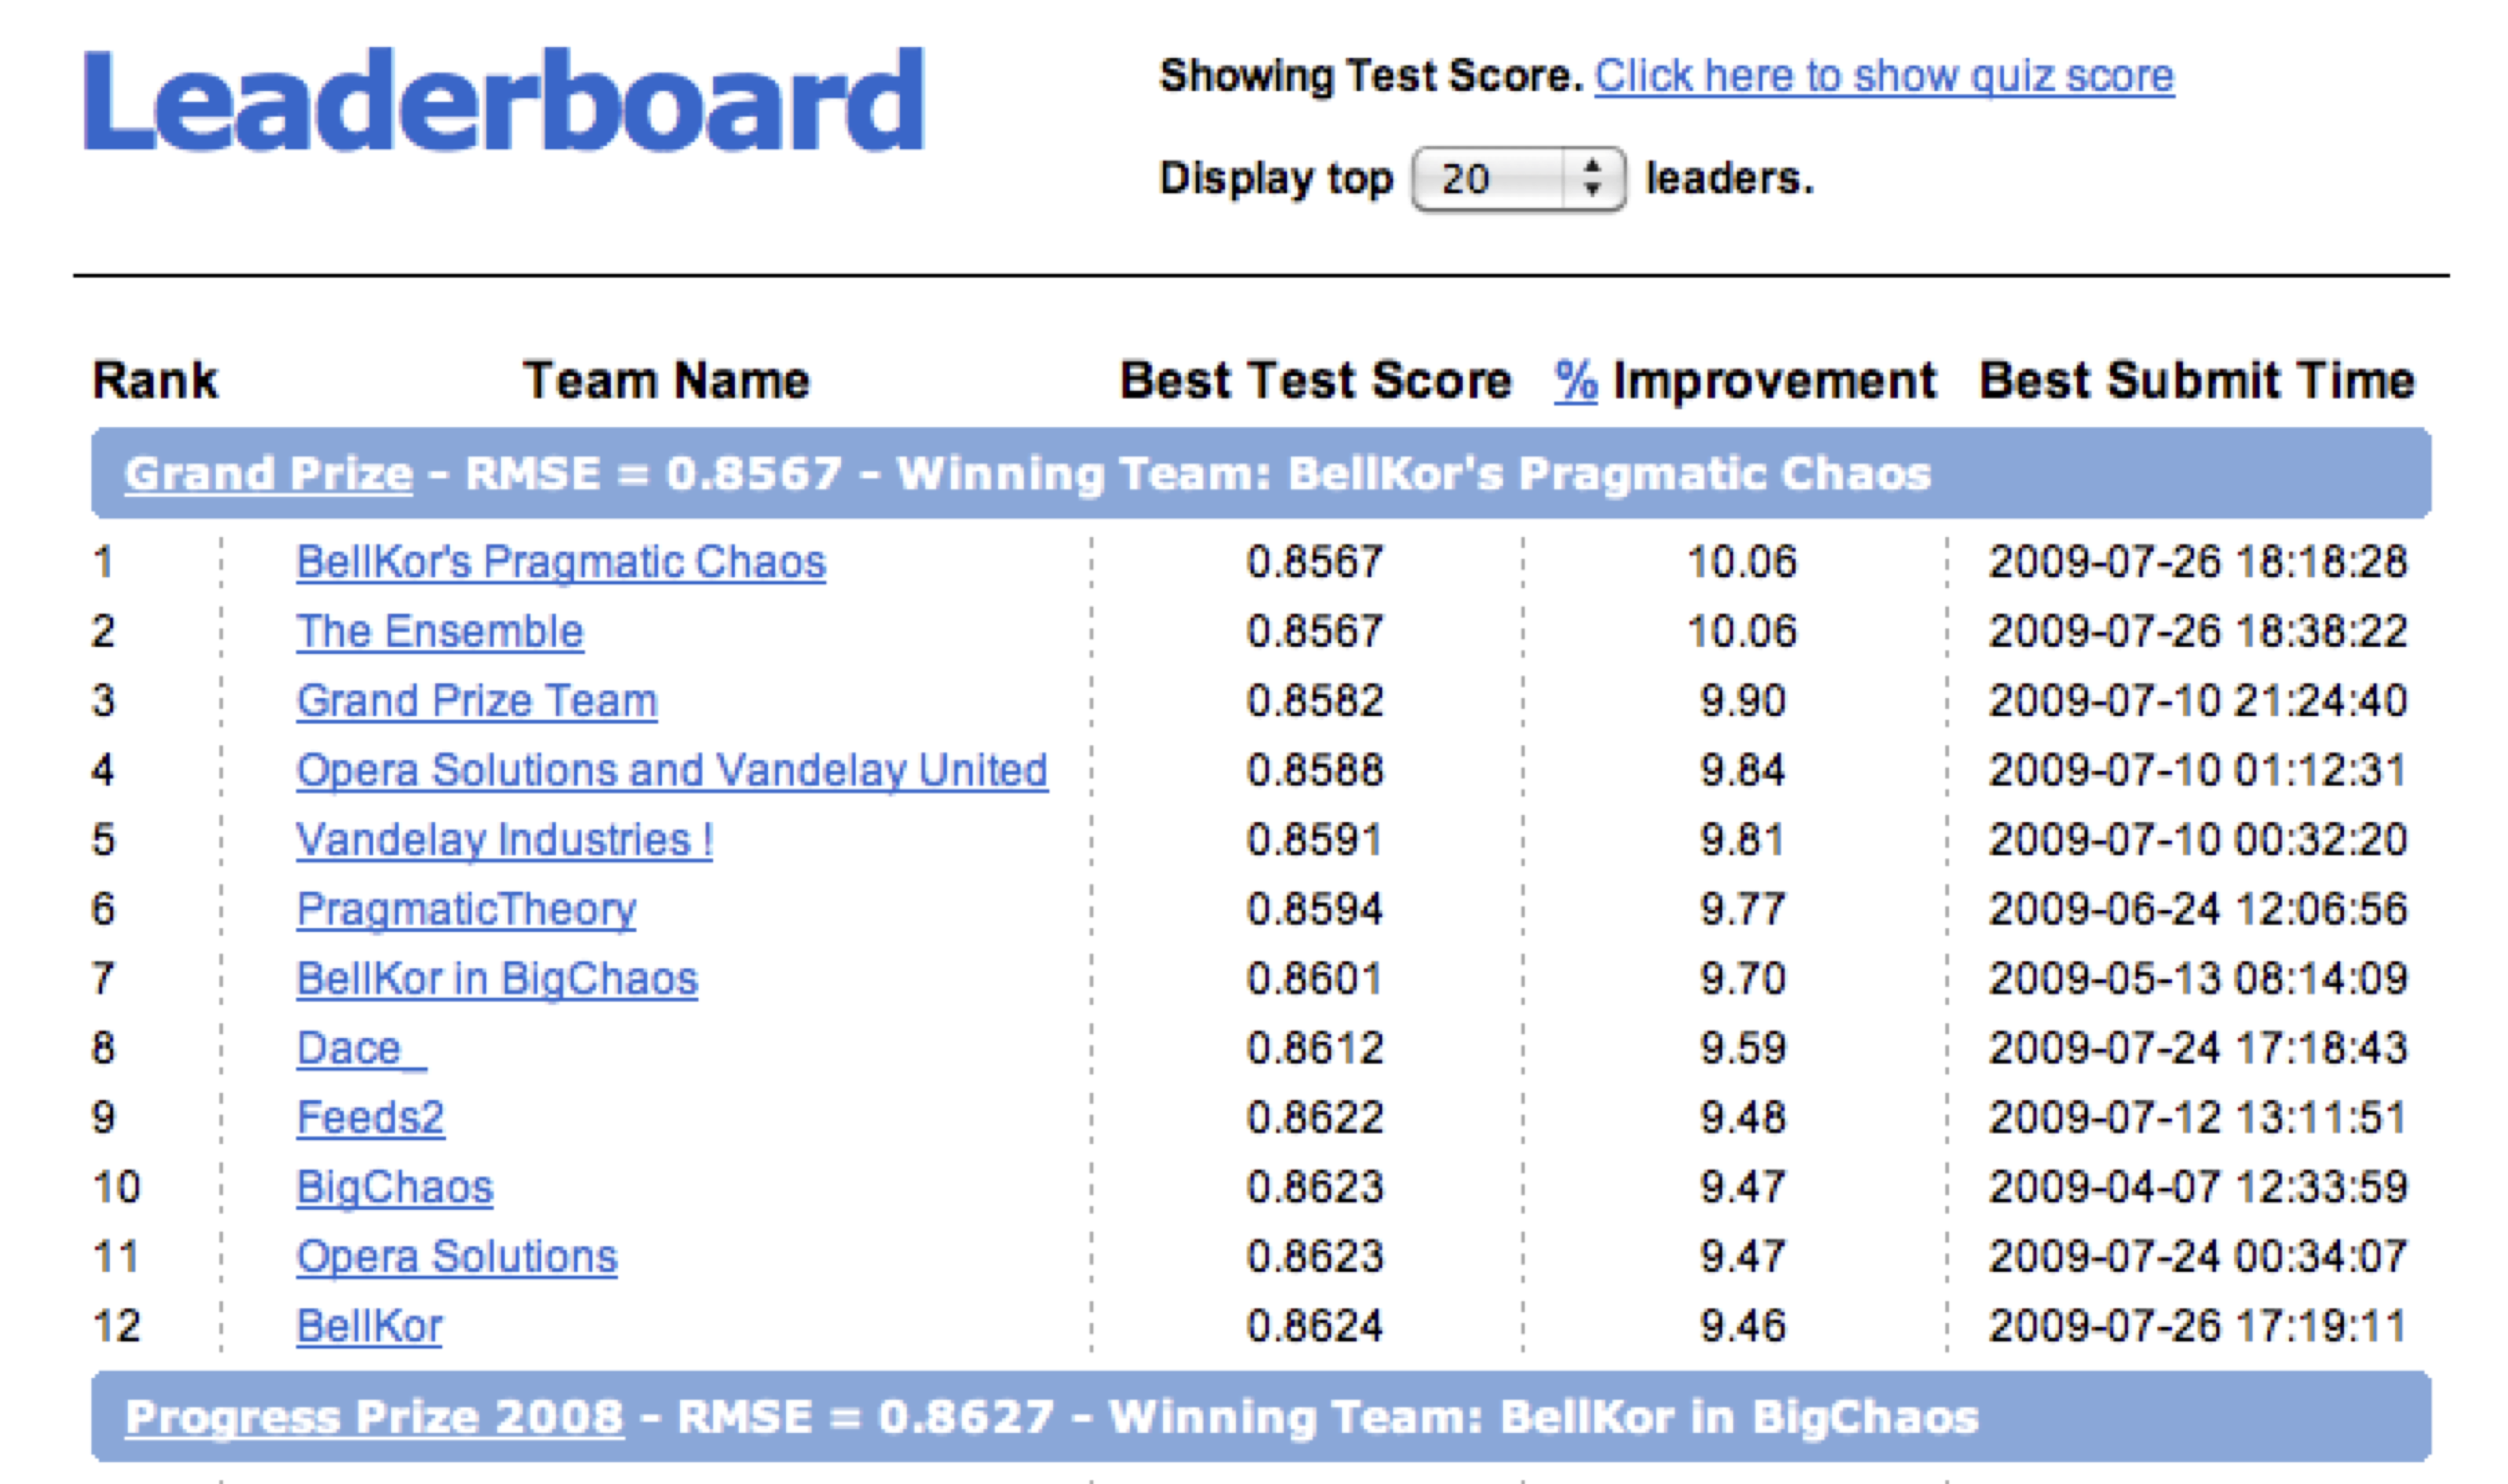 Leaderboard
Showing Test Score. Click here to show quiz score
Display top 20 leaders.
Rank Team Name Best Test Score % Improvement Best Submit Time
Grand Prize - RMSE = 0.8567 - Winning Team: BellKor's Pragmatic Chaos
1 BellKor's Pragmatic Chaos 0.8567 10.06 2009-07-26 18:18:28
2 The Ensemble 0.8567 10.06 2009-07-26 18:38:22
3 Grand Prize Team 0.8582 9.90 2009-07-10 21:24:40
4 Opera Solutions and Vandelay United 0.8588 9.84 2009-07-10 01:12:31
5 Vandelay Industries ! 0.8591 9.81 2009-07-10 00:32:20
6 PragmaticTheory 0.8594 9.77 2009-06-24 12:06:56
7 BellKor in BigChaos 0.8601 9.70 2009-05-13 08:14:09
8 Dace_ 0.8612 9.59 2009-07-24 17:18:43
9 Feeds2 0.8622 9.48 2009-07-12 13:11:51
10 BigChaos 0.8623 9.47 2009-04-07 12:33:59
11 Opera Solutions 0.8623 9.47 2009-07-24 00:34:07
12 BellKor 0.8624 9.46 2009-07-26 17:19:11
Progress Prize 2008 - RMSE = 0.8627 - Winning Team: BellKor in BigChaos